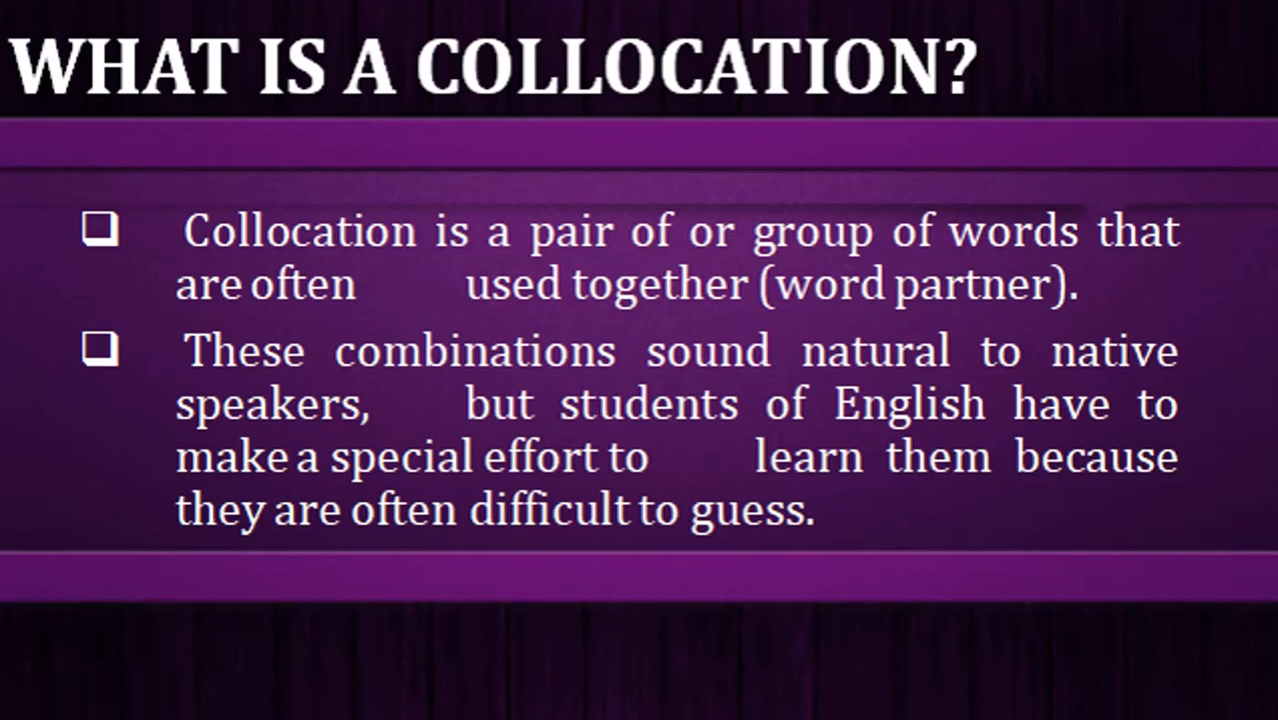 WHAT IS A COLLOCATION?
Collocation is a pair of or group of words that
are often used together (word partner).
These combinations sound natural to native
speakers, but students of English have to
make a special effort to learn them because
they are often difficult to guess.